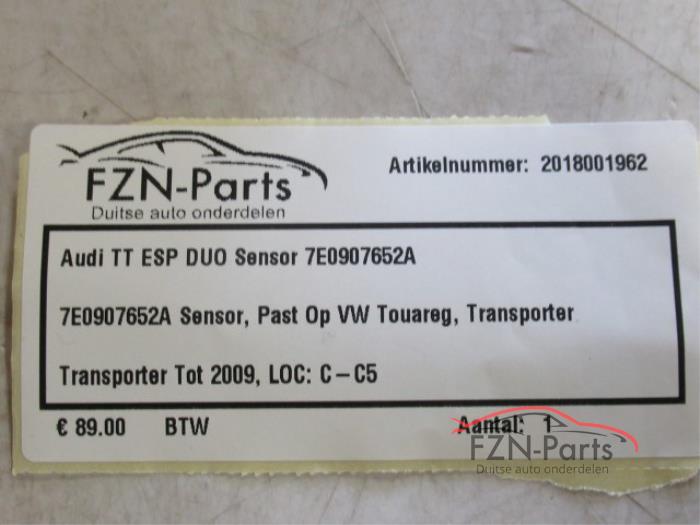 Artikelnummer: 2018001962
FZN-Parts
Duitse auto onderdelen
Audi TT ESP DUO Sensor 7E0907652A
7E0907652A Sensor, Past Op VW Touareg, Transporter
Transporter Tot 2009, LOC: C-C5
€ 89.00 BTW Aantal: 1
FZN-Parts
Duitse auto onderdelen